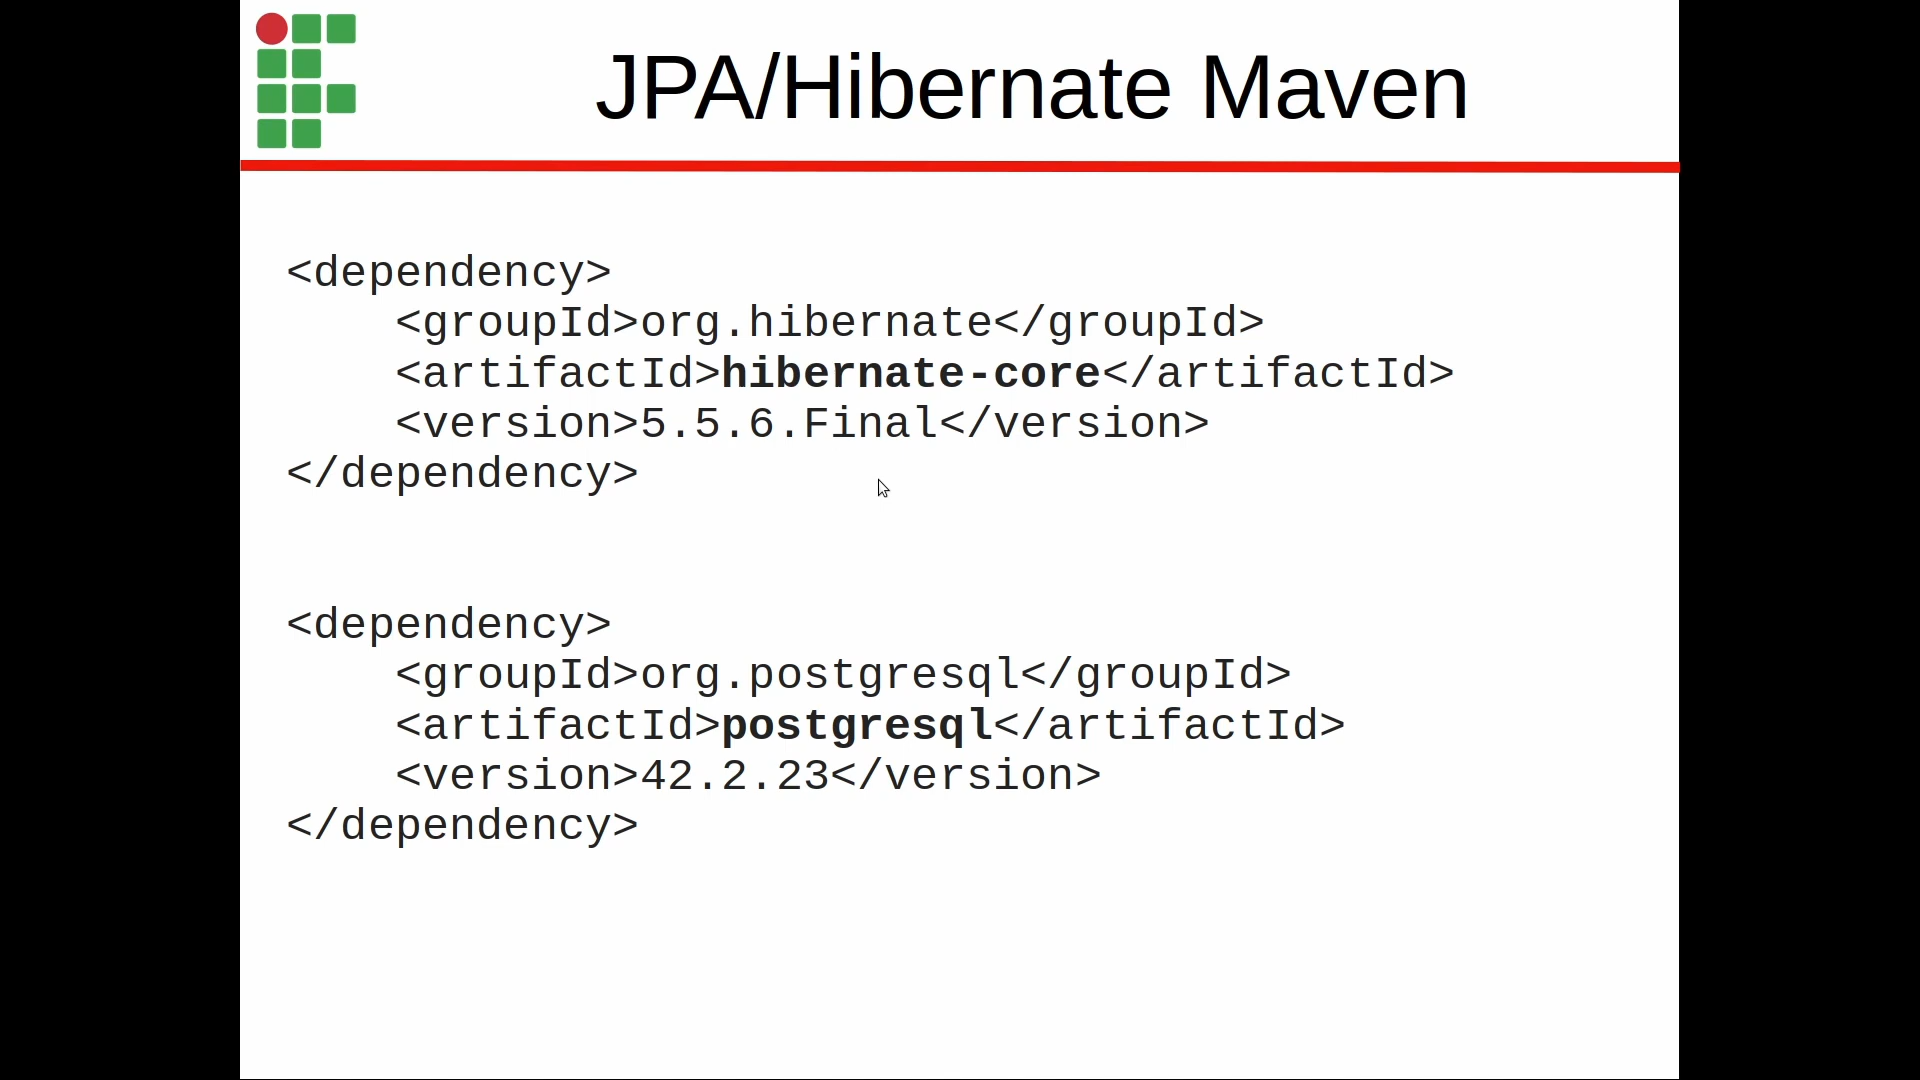 JPA/Hibernate Maven
<dependency>
    <groupId>org.hibernate</groupId>
    <artifactId>hibernate-core</artifactId>
    <version>5.5.6.Final</version>
</dependency>
<dependency>
    <groupId>org.postgresql</groupId>
    <artifactId>postgresql</artifactId>
    <version>42.2.23</version>
</dependency>